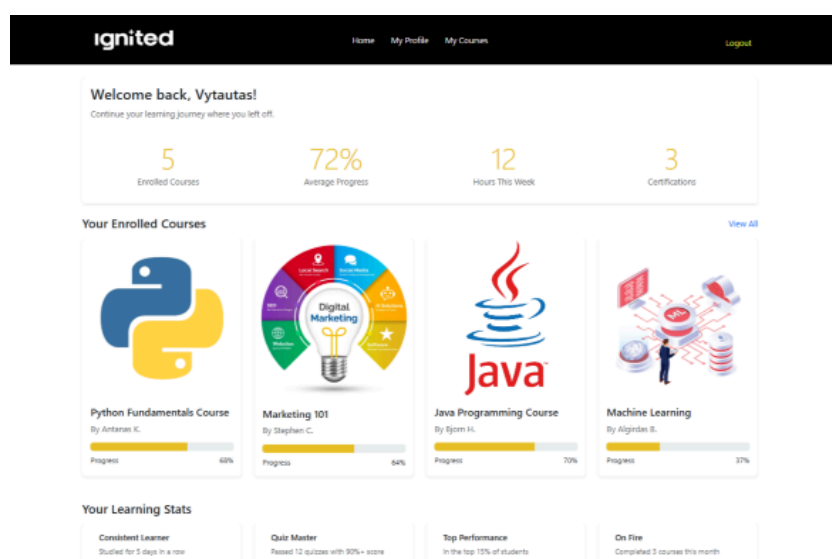 ıgnited
Home My Profile My Courses
Logout
Welcome back, Vytautas!
Continue your learning journey where you left off.
5 72% 12 3
Enrolled Courses Average Progress Hours This Week Certifications
Your Enrolled Courses
View All
Local Search Social Media
SEO
Websites
Software
Digital
Marketing
Java
ML
Python Fundamentals Course
By Antanas K.
Progress 68%
Marketing 101
By Stephen C.
Progress 64%
Java Programming Course
By Bjorn H.
Progress 70%
Machine Learning
By Algirdas B.
Progress 37%
Your Learning Stats
Consistent Learner
Studied for 5 days in a row
Quiz Master
Passed 12 quizzes with 90%+ score
Top Performance
In the top 15% of students
On Fire
Completed 3 courses this month